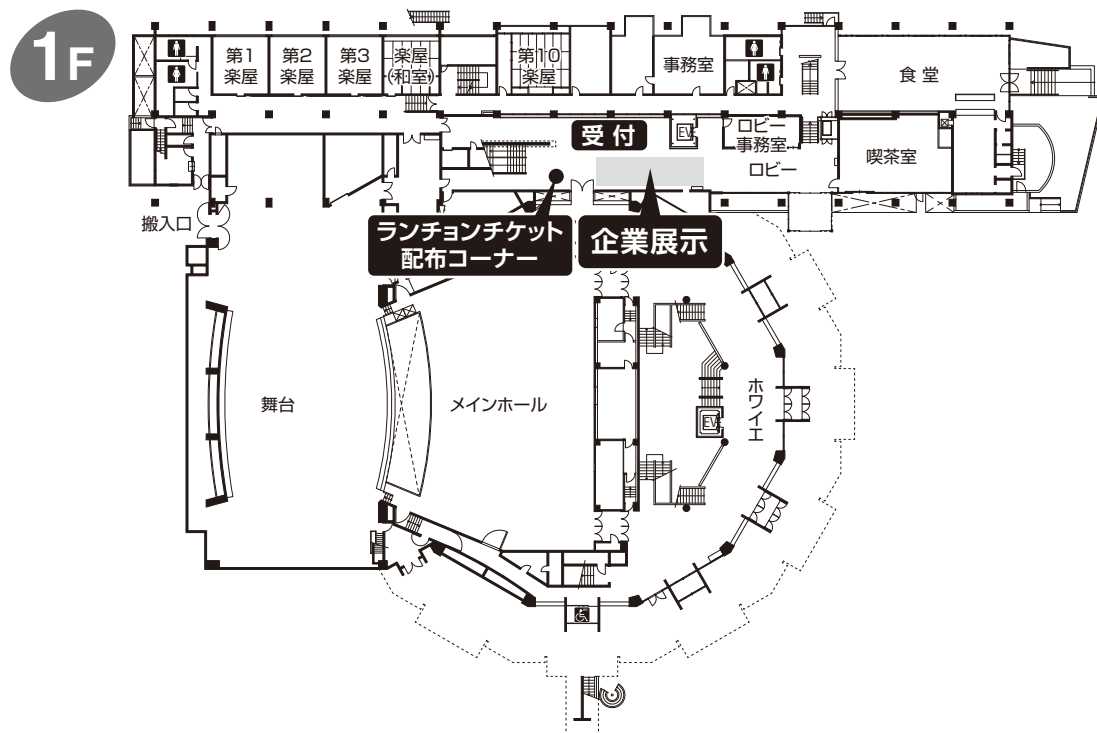 1F
第1
楽屋
第2
楽屋
第3
楽屋
楽屋
(和室)
第10
楽屋
事務室
食堂
受付
EV
ロビー
事務室
ロビー
喫茶室
搬入口
ランチョンチケット
配布コーナー
企業展示
舞台
メインホール
ホワイエ
EV